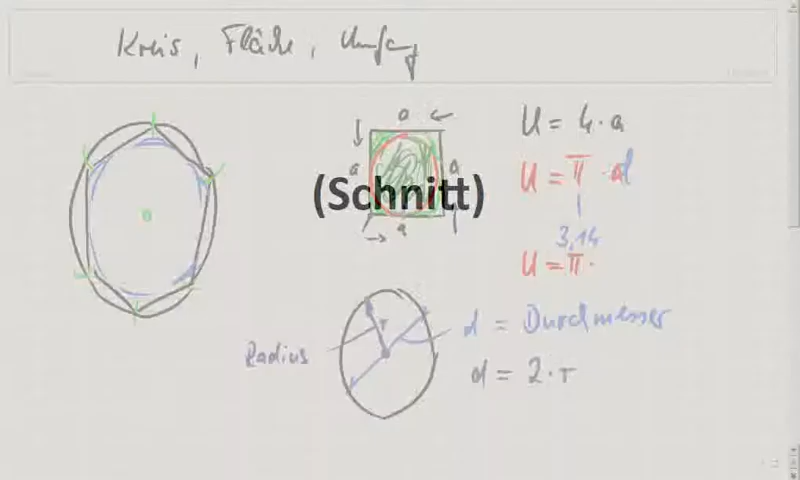 Kreis, Fläche, Umfang
a
U = 4·a
a
a
U = π·d
(Schnitt)
3,14
a
U = π·
r
d = Durchmesser
Radius
d = 2·r